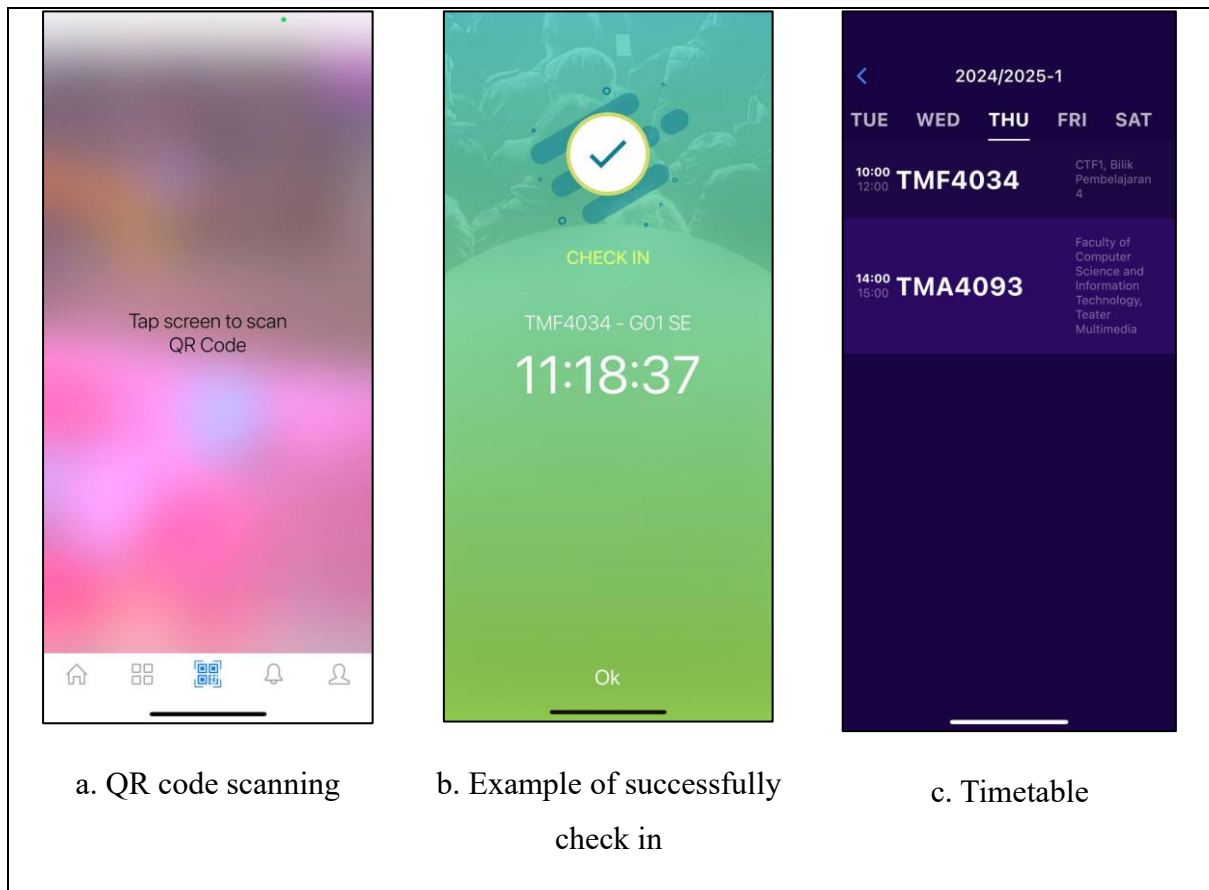 Tap screen to scan
QR Code
a. QR code scanning
CHECK IN
TMF4034 - G01 SE
11:18:37
Ok
b. Example of successfully
check in
2024/2025-1
TUE WED THU FRI SAT
10:00
12:00
TMF4034
CTF1, Bilik
Pembelajaran
4
14:00
15:00
TMA4093
Faculty of
Computer
Science and
Information
Technology,
Teater
Multimedia
c. Timetable